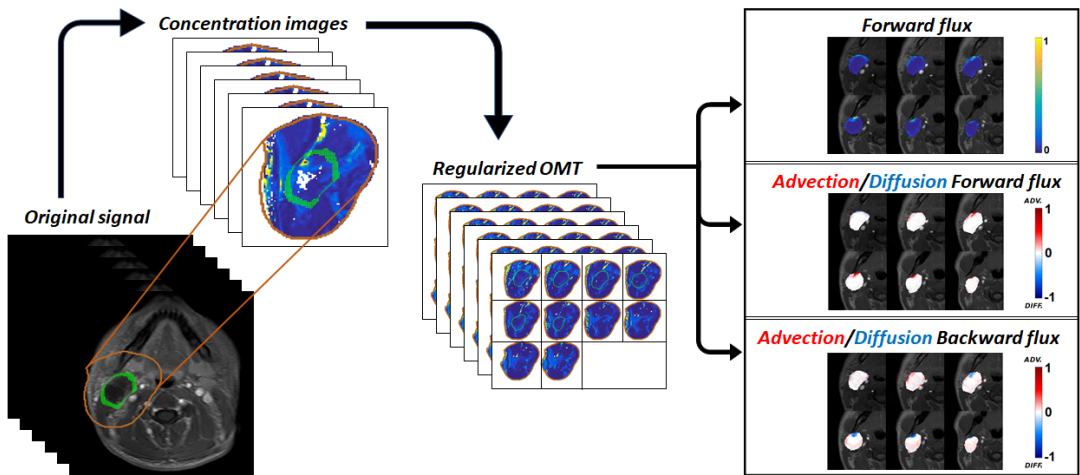 Concentration images
Original signal
Regularized OMT
Forward flux
1
0
Advection/Diffusion Forward flux
ADV.
1
0
-1
DIFF.
Advection/Diffusion Backward flux
ADV.
1
0
-1
DIFF.